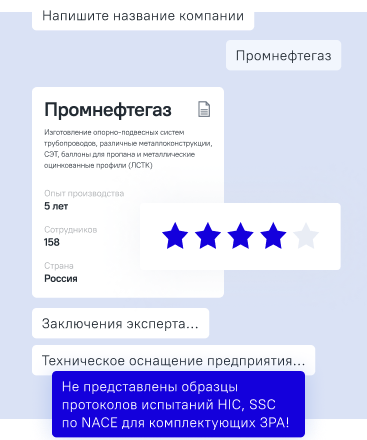 Напишите название компании
Промнефтегаз
Промнефтегаз
Изготовление опорно-подвесных систем
трубопроводов, различные металлоконструкции,
СЭТ, баллоны для пропана и металлические
оцинкованные профили (ЛСТК)
Опыт производства
5 лет
Сотрудников
158
Страна
Россия
Заключения эксперта...
Техническое оснащение предприятия...
Не представлены образцы
протоколов испытаний HIC, SSC
по NACE для комплектующих ЗРА!